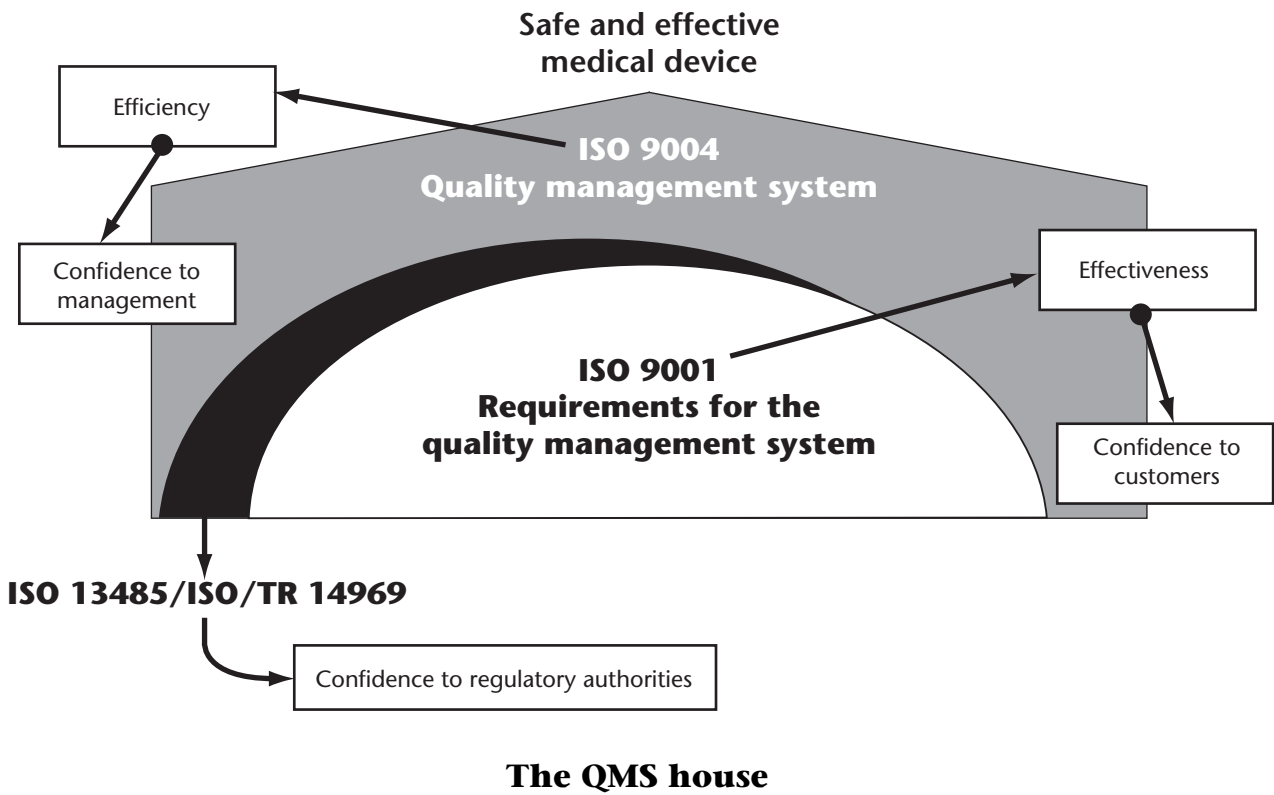 Safe and effective
medical device
Efficiency
ISO 9004
Quality management system
Confidence to
management
Effectiveness
ISO 9001
Requirements for the
quality management system
Confidence to
customers
ISO 13485/ISO/TR 14969
Confidence to regulatory authorities
The QMS house